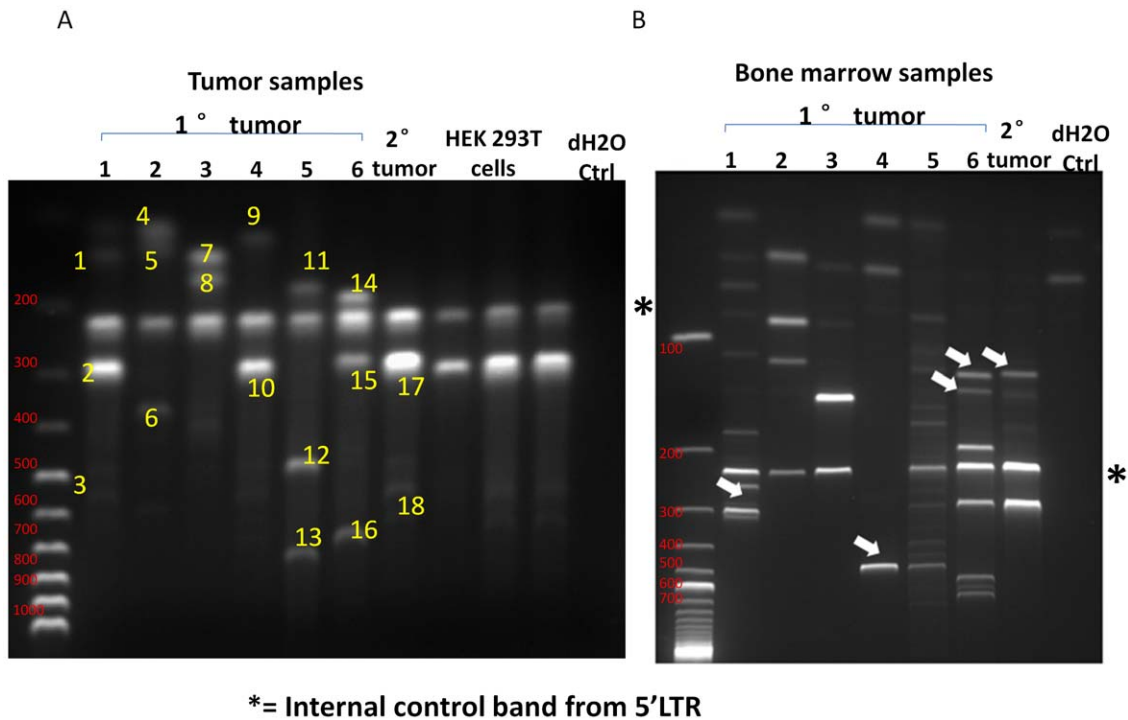 A
B
Tumor samples
1 ° tumor
2° tumor
HEK 293T cells
dH2O Ctrl
1 2 3 4 5 6
4 9
1 5 7 11
8 14
200
300 2 10 15 17
400 6
500 12
3
600 18
700 13 16
800
900
1000
Bone marrow samples
1 ° tumor
2° tumor
dH2O Ctrl
1 2 3 4 5 6
*
100
200
*
300
400
500
600
700
*= Internal control band from 5'LTR